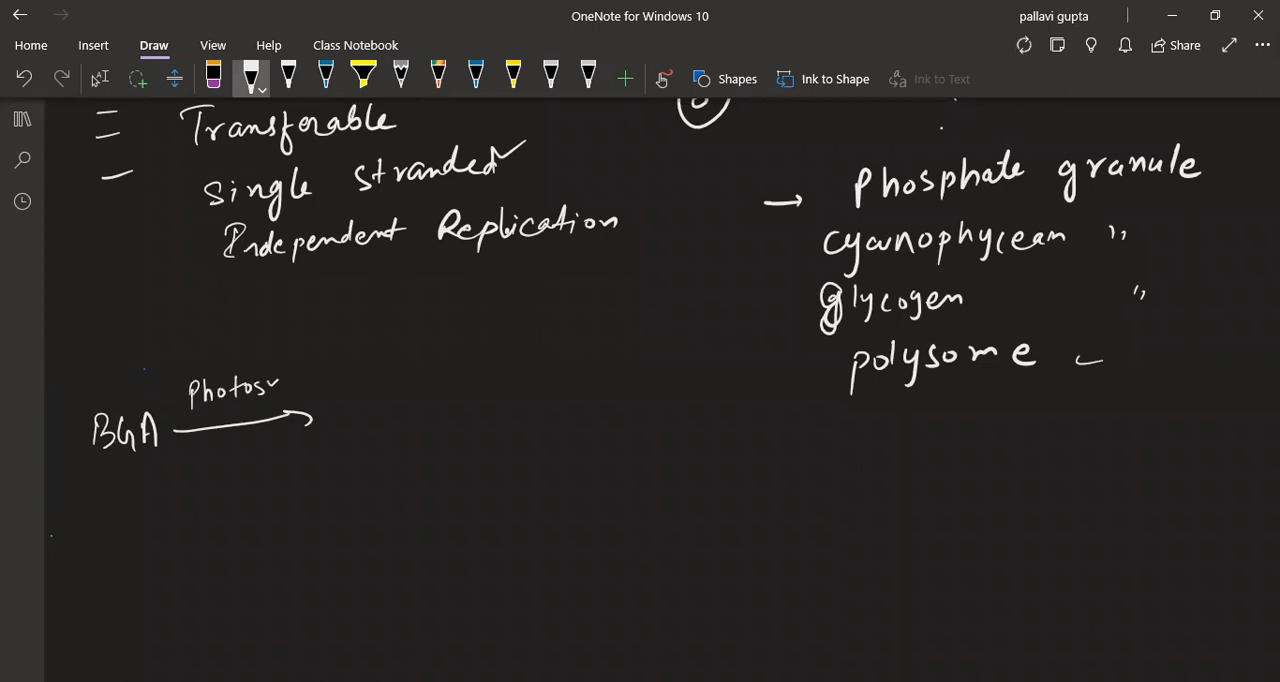 OneNote for Windows 10
pallavi gupta
Home Insert Draw View Help Class Notebook
Share
Shapes Ink to Shape Ink to Text
Transferable
Single stranded
Independent Replication
Phosphate granule
cyanophycean "
glycogen "
polysome
BGA Photos